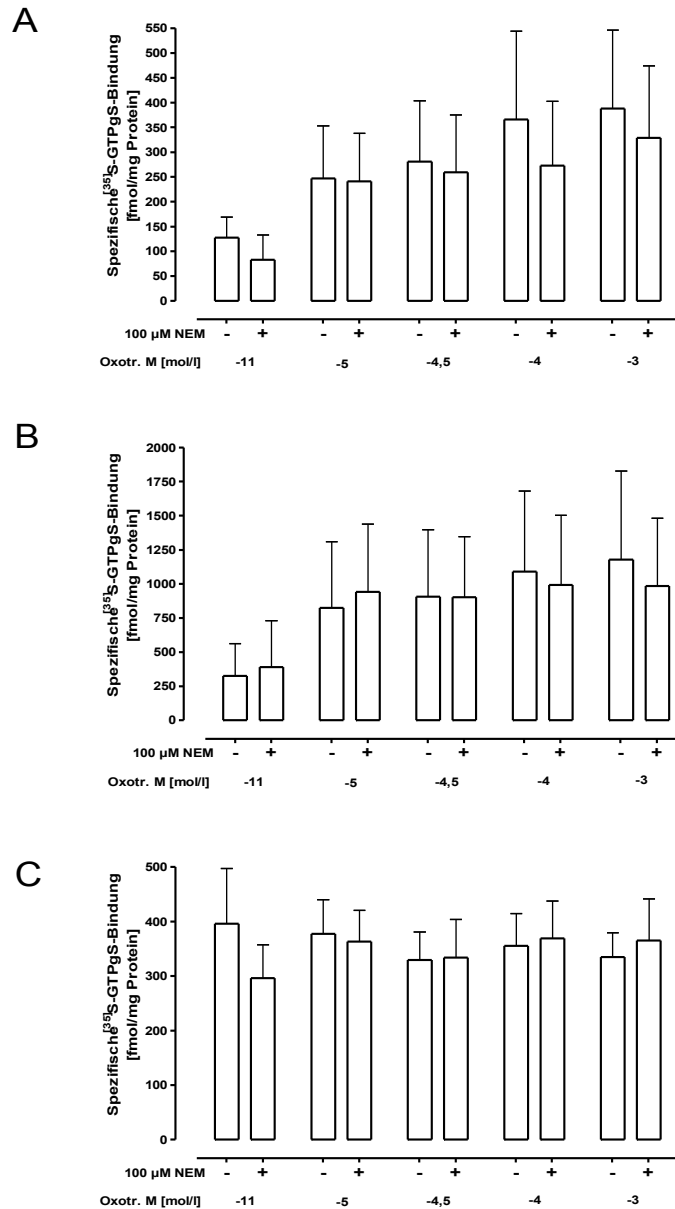 A
Spezifische [35]S-GTPgS-Bindung
[fmol/mg Protein]
550
500
450
400
350
300
250
200
150
100
50
0
100 µM NEM - + - + - + - + - +
Oxotr. M [mol/l] -11 -5 -4,5 -4 -3
B
Spezifische [35]S-GTPgS-Bindung
[fmol/mg Protein]
2000
1750
1500
1250
1000
750
500
250
0
100 µM NEM - + - + - + - + - +
Oxotr. M [mol/l] -11 -5 -4,5 -4 -3
C
Spezifische [35]S-GTPgS-Bindung
[fmol/mg Protein]
500
400
300
200
100
0
100 µM NEM - + - + - + - + - +
Oxotr. M [mol/l] -11 -5 -4,5 -4 -3